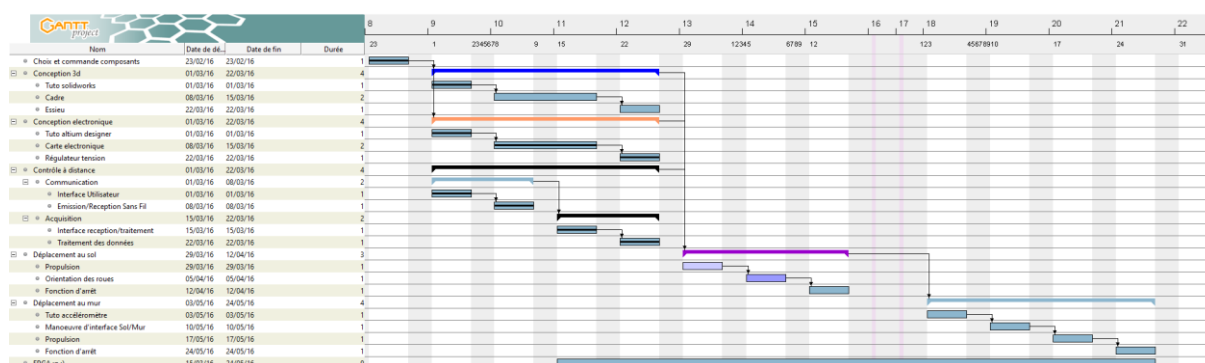 GANTT project
8 9 10 11 12 13 14 15 16 17 18 19 20 21 22
Nom Date de dé... Date de fin Durée 23 1 2345678 9 15 22 29 12345 6789 12 123 45678910 17 24 31
Choix et commande composants 23/02/16 23/02/16 1
Conception 3d 01/03/16 22/03/16 4
Tuto solidworks 01/03/16 01/03/16 1
Cadre 08/03/16 15/03/16 2
Essieu 22/03/16 22/03/16 1
Conception electronique 01/03/16 22/03/16 4
Tuto altium designer 01/03/16 01/03/16 1
Carte electronique 08/03/16 15/03/16 2
Régulateur tension 22/03/16 22/03/16 1
Contrôle à distance 01/03/16 22/03/16 4
Communication 01/03/16 08/03/16 2
Interface Utilisateur 01/03/16 01/03/16 1
Emission/Reception Sans Fil 08/03/16 08/03/16 1
Acquisition 15/03/16 22/03/16 2
Interface reception/traitement 15/03/16 15/03/16 1
Traitement des données 22/03/16 22/03/16 1
Déplacement au sol 29/03/16 12/04/16 3
Propulsion 29/03/16 29/03/16 1
Orientation des roues 05/04/16 05/04/16 1
Fonction d'arrêt 12/04/16 12/04/16 1
Déplacement au mur 03/05/16 24/05/16 4
Tuto accéléromètre 03/05/16 03/05/16 1
Manoeuvre d'interface Sol/Mur 10/05/16 10/05/16 1
Propulsion 17/05/16 17/05/16 1
Fonction d'arrêt 24/05/16 24/05/16 1
15/03/16 24/05/16